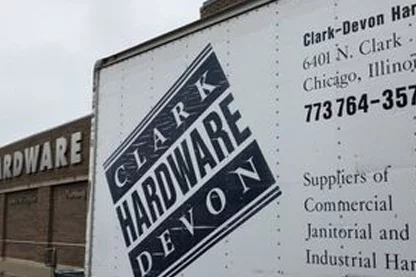 ARDWARE
CLARK
HARDWARE
DEVON
Clark-Devon Har
6401 N. Clark
Chicago, Illinoi
773 764-357
Suppliers of
Commercial
Janitorial and
Industrial Har